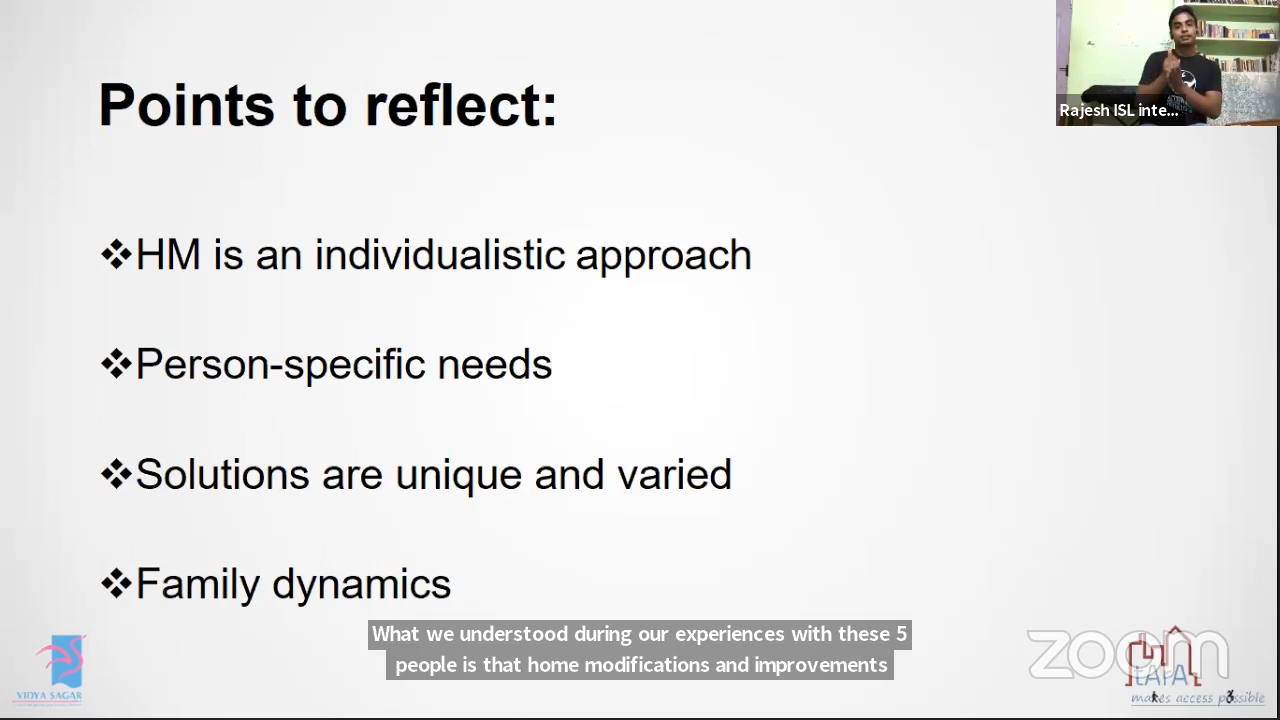 Points to reflect:
Rajesh ISL inte...
❖HM is an individualistic approach
❖Person-specific needs
❖Solutions are unique and varied
❖Family dynamics
What we understood during our experiences with these 5
people is that home modifications and improvements
VIDYA SAGAR
zoom
makes access possible